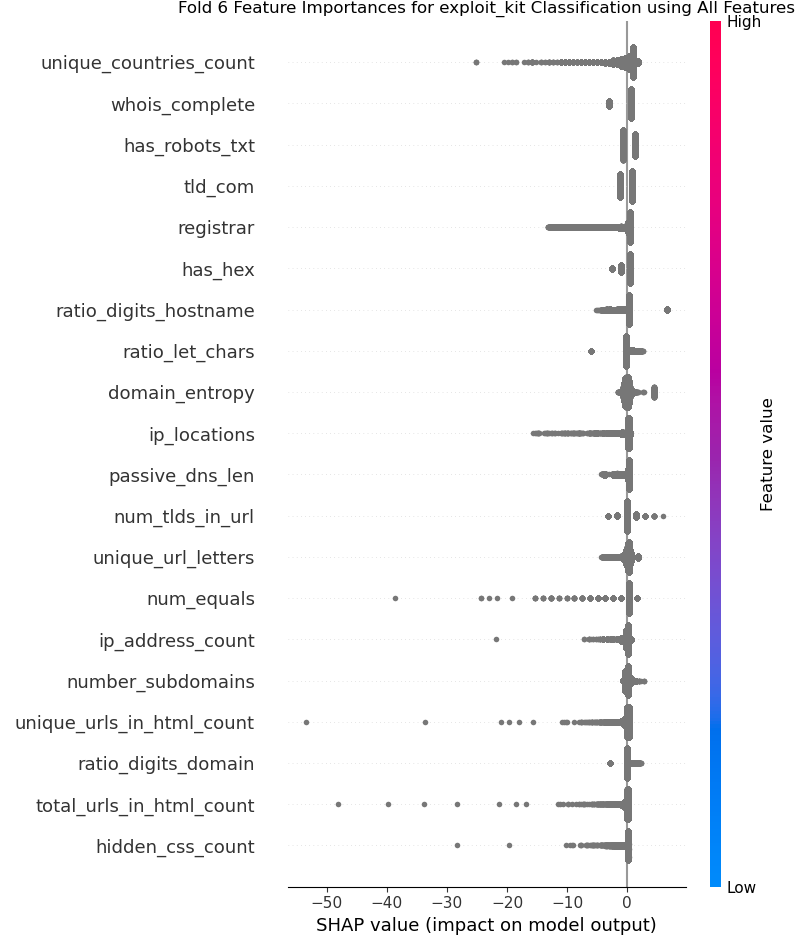 Fold 6 Feature Importances for exploit_kit Classification using All Features
High
unique_countries_count
whois_complete
has_robots_txt
tld_com
registrar
has_hex
ratio_digits_hostname
ratio_let_chars
domain_entropy
ip_locations
passive_dns_len
num_tlds_in_url
unique_url_letters
num_equals
ip_address_count
number_subdomains
unique_urls_in_html_count
ratio_digits_domain
total_urls_in_html_count
hidden_css_count
Feature value
Low
−50 −40 −30 −20 −10 0
SHAP value (impact on model output)